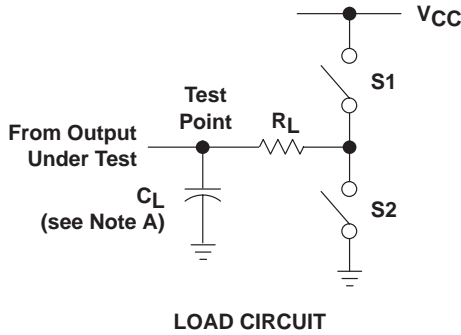 VCC
S1
Test
Point
RL
From Output
Under Test
CL
(see Note A)
S2
LOAD CIRCUIT